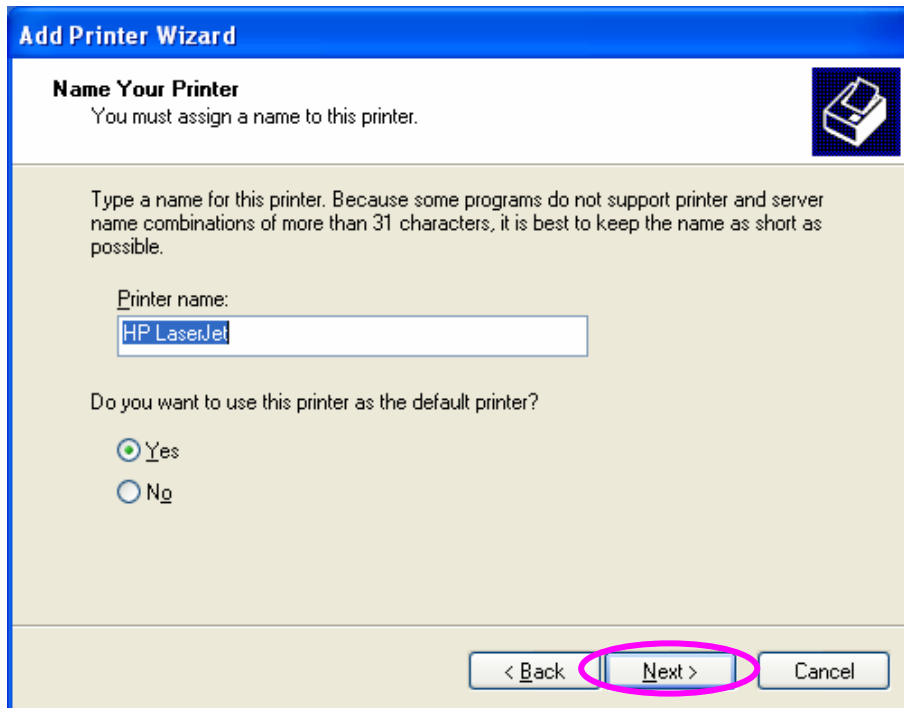 Add Printer Wizard
Name Your Printer
You must assign a name to this printer.
Type a name for this printer. Because some programs do not support printer and server
name combinations of more than 31 characters, it is best to keep the name as short as
possible.
Printer name:
HP LaserJet
Do you want to use this printer as the default printer?
Yes
No
< Back Next > Cancel